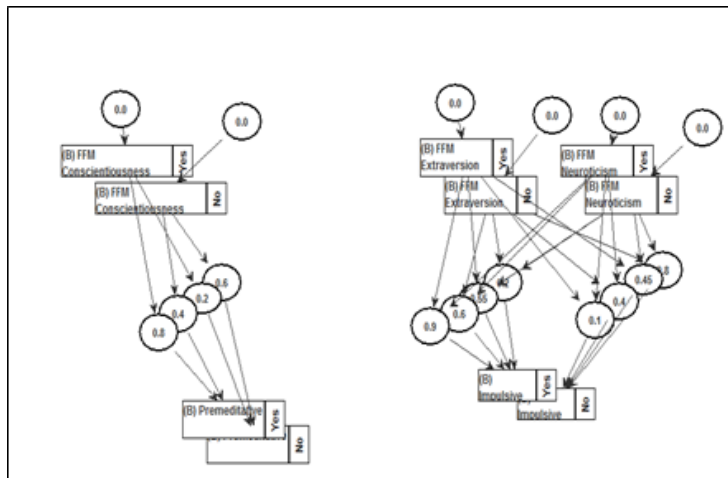 0.0
0.0
(B) FFM
Conscientiousness
Yes
(B) FFM
Conscientiousness
No
0.6
0.2
0.4
0.8
(B) Premeditative
Yes
No
0.0
0.0
0.0
0.0
(B) FFM
Extraversion
Yes
(B) FFM
Extraversion
No
(B) FFM
Neuroticism
Yes
(B) FFM
Neuroticism
No
0.6
0.9
0.45
0.4
0.1
(B)
Impulsive
Yes
Impulsive
No